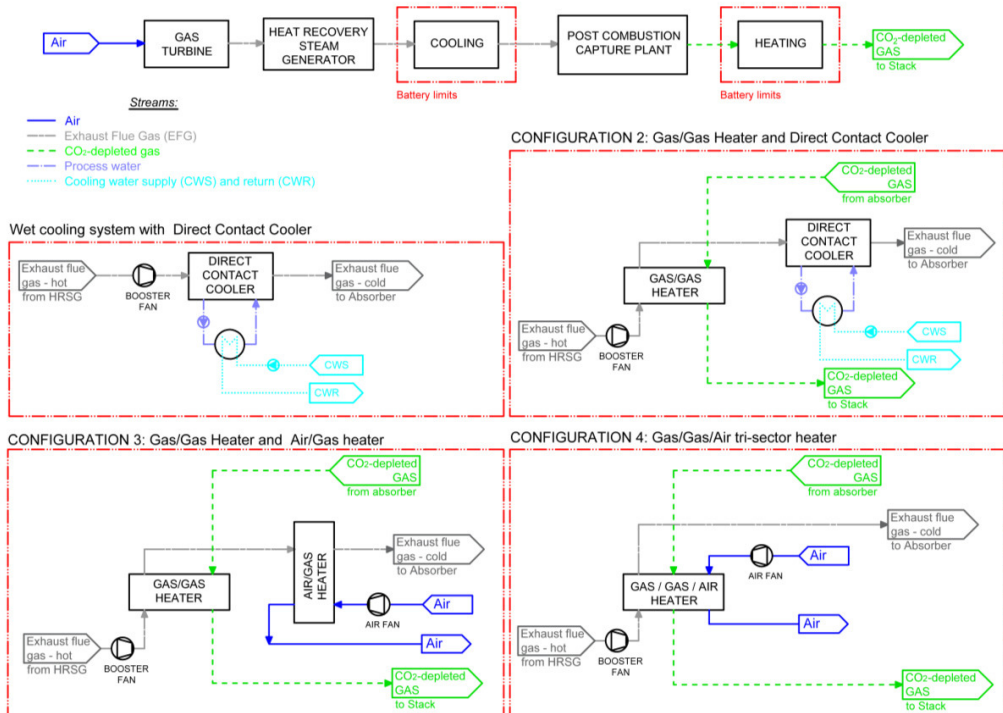 Air
GAS
TURBINE
HEAT RECOVERY
STEAM
GENERATOR
COOLING
POST COMBUSTION
CAPTURE PLANT
HEATING
CO2-depleted
GAS
to Stack
Battery limits
Battery limits
Streams:
Air
Exhaust Flue Gas (EFG)
CO2-depleted gas
Process water
Cooling water supply (CWS) and return (CWR)
Wet cooling system with Direct Contact Cooler
Exhaust flue
gas - hot
from HRSG
BOOSTER
FAN
DIRECT
CONTACT
COOLER
Exhaust flue
gas - cold
to Absorber
CWS
CWR
CONFIGURATION 2: Gas/Gas Heater and Direct Contact Cooler
CO2-depleted
GAS
from absorber
DIRECT
CONTACT
COOLER
Exhaust flue
gas - cold
to Absorber
GAS/GAS
HEATER
Exhaust flue
gas - hot
from HRSG
BOOSTER
FAN
CWS
CWR
CO2-depleted
GAS
to Stack
CONFIGURATION 3: Gas/Gas Heater and Air/Gas heater
CO2-depleted
GAS
from absorber
AIR/GAS
HEATER
Exhaust flue
gas - cold
to Absorber
GAS/GAS
HEATER
Air
AIR FAN
Air
Exhaust flue
gas - hot
from HRSG
BOOSTER
FAN
CO2-depleted
GAS
to Stack
CONFIGURATION 4: Gas/Gas/Air tri-sector heater
CO2-depleted
GAS
from absorber
Exhaust flue
gas - cold
to Absorber
Air
AIR FAN
GAS / GAS / AIR
HEATER
Air
Exhaust flue
gas - hot
from HRSG
BOOSTER
FAN
CO2-depleted
GAS
to Stack